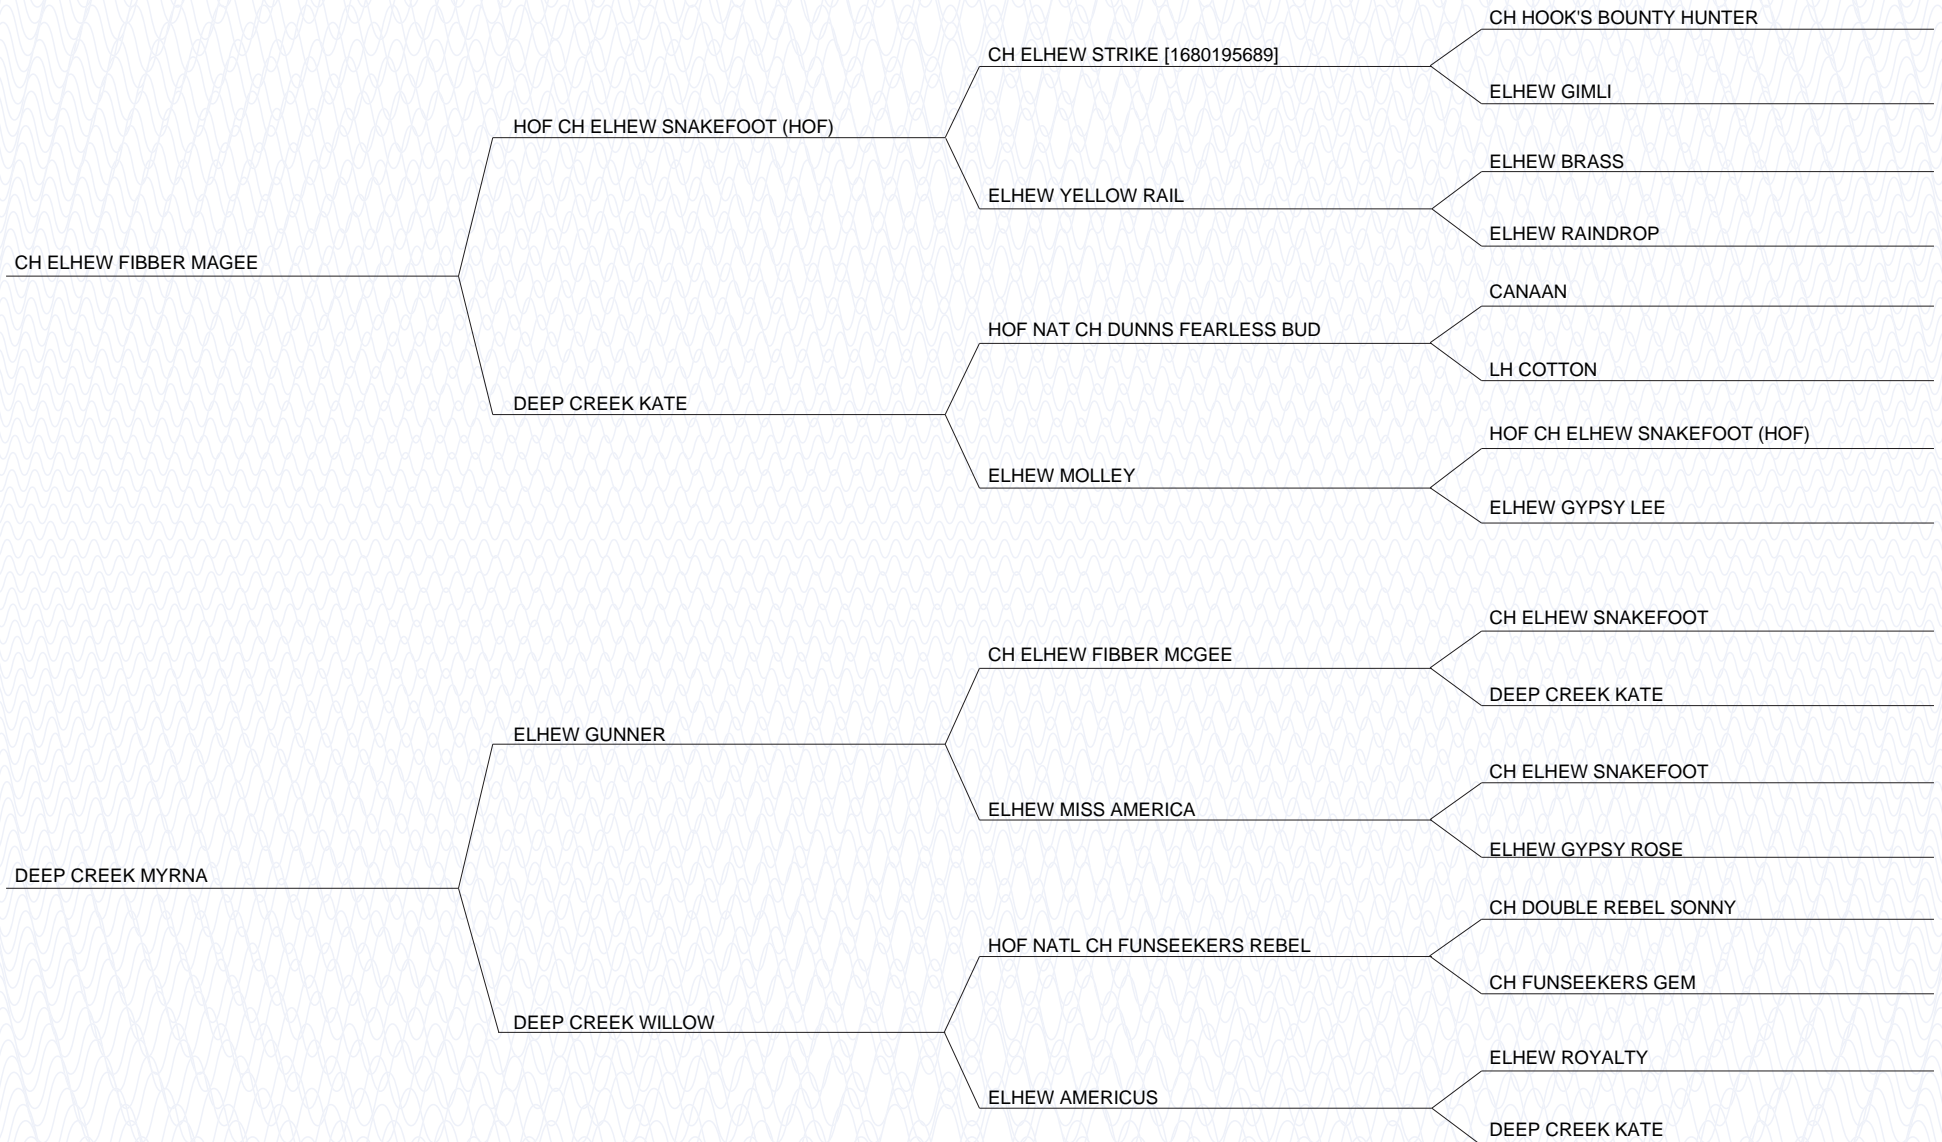 CH HOOK'S BOUNTY HUNTER
CH ELHEW STRIKE [1680195689]
ELHEW GIMLI
HOF CH ELHEW SNAKEFOOT (HOF)
ELHEW BRASS
ELHEW YELLOW RAIL
ELHEW RAINDROP
CH ELHEW FIBBER MAGEE
CANAAN
HOF NAT CH DUNNS FEARLESS BUD
LH COTTON
DEEP CREEK KATE
HOF CH ELHEW SNAKEFOOT (HOF)
ELHEW MOLLEY
ELHEW GYPSY LEE
CH ELHEW SNAKEFOOT
CH ELHEW FIBBER MCGEE
DEEP CREEK KATE
ELHEW GUNNER
CH ELHEW SNAKEFOOT
ELHEW MISS AMERICA
ELHEW GYPSY ROSE
DEEP CREEK MYRNA
CH DOUBLE REBEL SONNY
HOF NATL CH FUNSEEKERS REBEL
CH FUNSEEKERS GEM
DEEP CREEK WILLOW
ELHEW ROYALTY
ELHEW AMERICUS
DEEP CREEK KATE